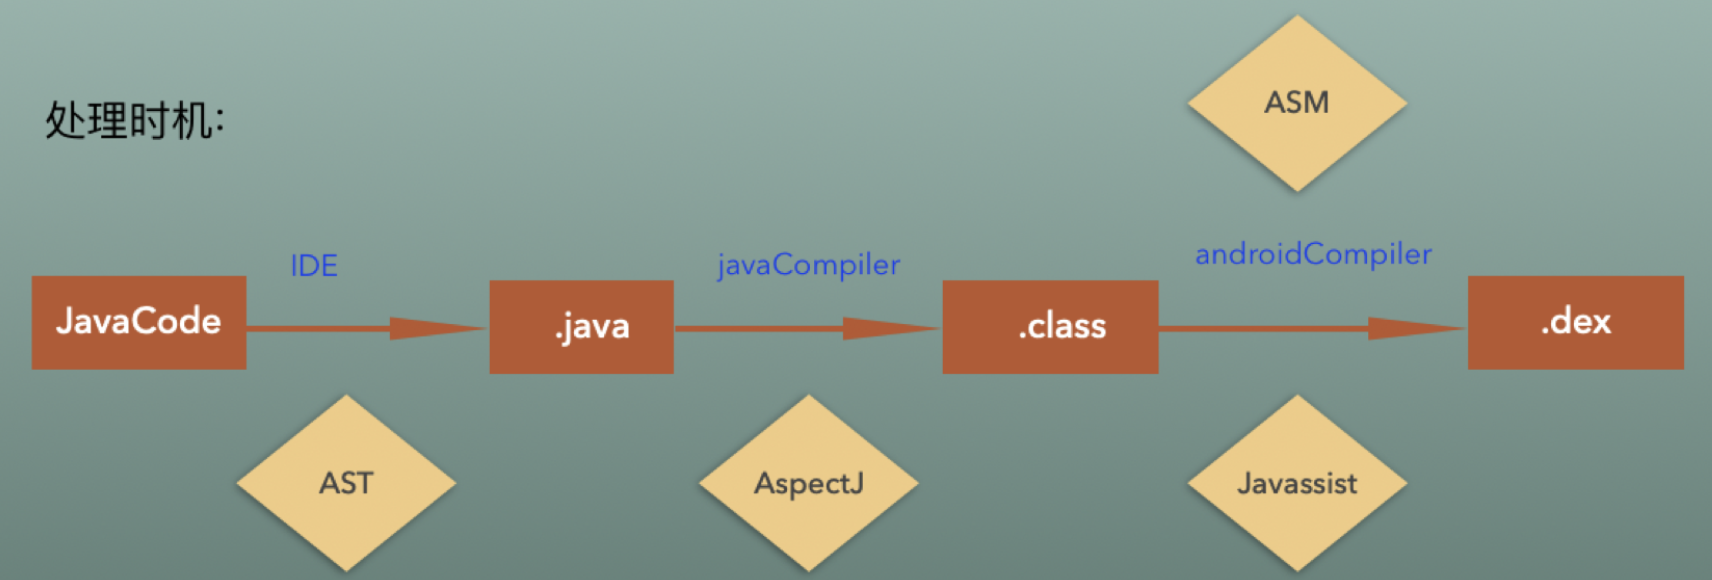 ASM
处理时机：
IDE
javaCompiler
androidCompiler
JavaCode
.java
.class
.dex
AST
AspectJ
Javassist